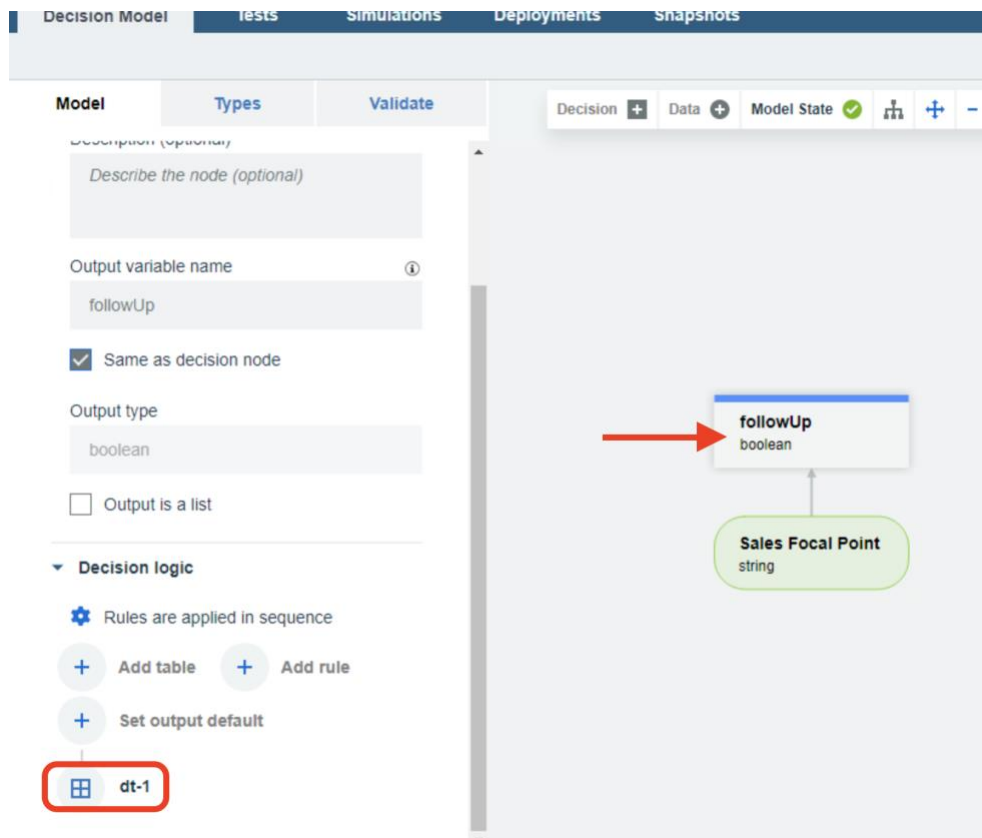 Decision Model Tests Simulations Deployments Snapshots
Model Types Validate
Decision Data Model State
Description (optional)
Describe the node (optional)
Output variable name
followUp
Same as decision node
Output type
boolean
Output is a list
Decision logic
Rules are applied in sequence
Add table Add rule
Set output default
dt-1
followUp
boolean
Sales Focal Point
string